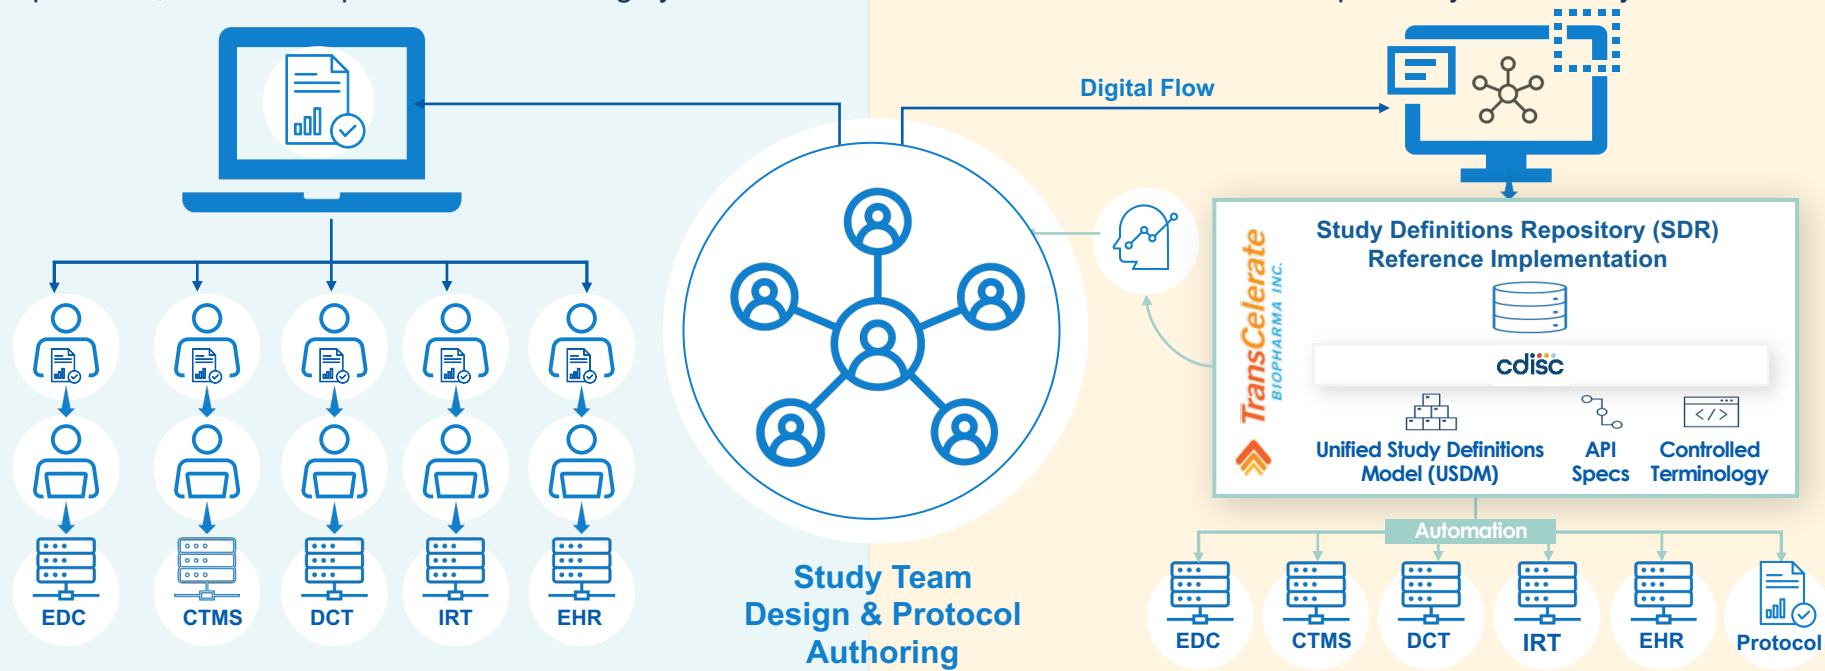 Digital Flow
Study Definitions Repository (SDR)
Reference Implementation
TransCelerate
BIOPHARMA INC.
cdisc
Unified Study Definitions
Model (USDM)
API
Specs
Controlled
Terminology
</>
Automation
Study Team
Design & Protocol
Authoring
EDC
CTMS
DCT
IRT
EHR
EDC
CTMS
DCT
IRT
EHR
Protocol